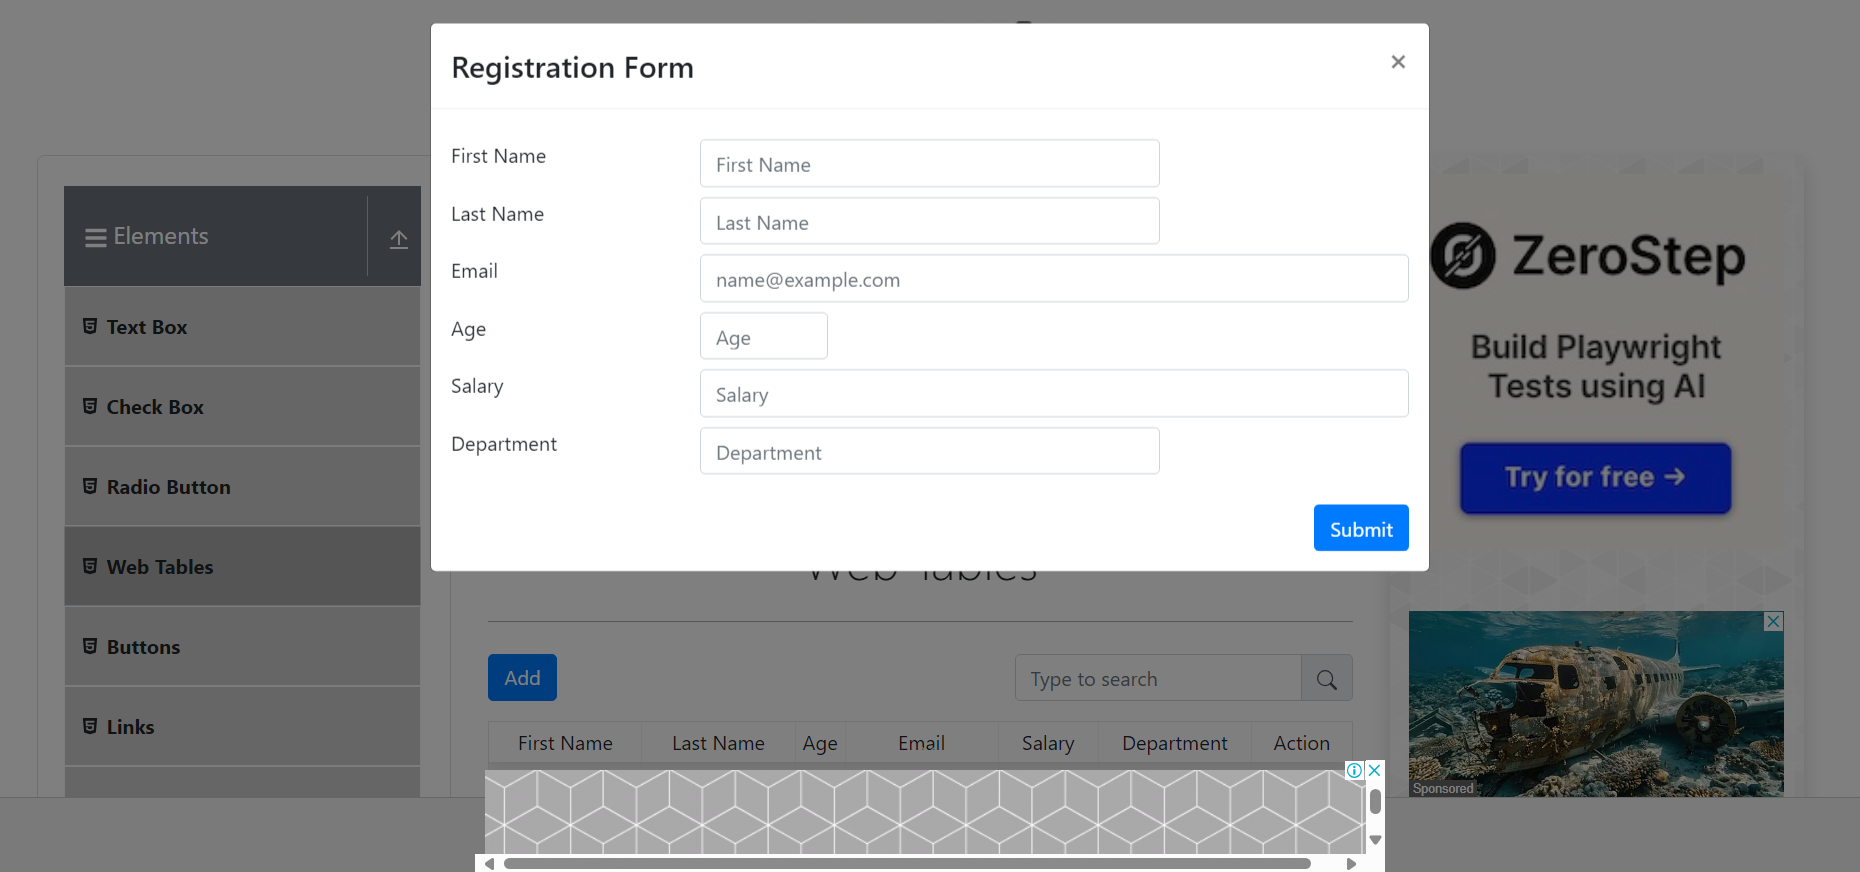 Registration Form
×
First Name
First Name
Last Name
Last Name
Email
name@example.com
Age
Age
Salary
Salary
Department
Department
Submit
Elements
Text Box
Check Box
Radio Button
Web Tables
Buttons
Links
Web Tables
Add
Type to search
First Name Last Name Age Email Salary Department Action
ZeroStep
Build Playwright
Tests using AI
Try for free →
Sponsored